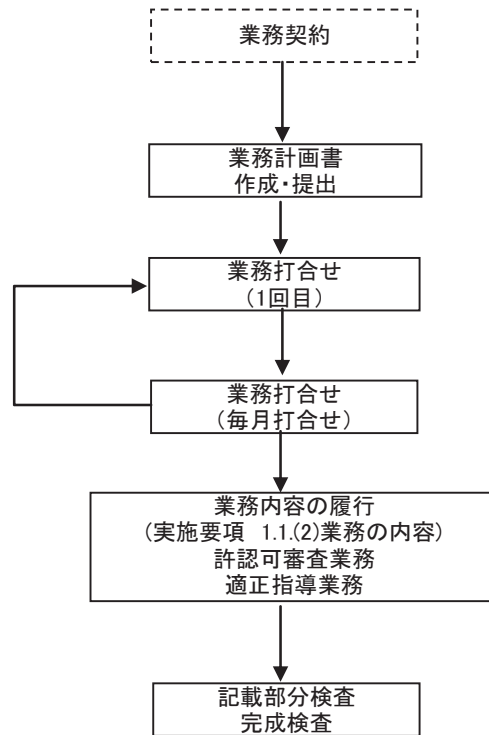 業務契約
業務計画書
作成・提出
業務打合せ
(1回目)
業務打合せ
(毎月打合せ)
業務内容の履行
(実施要項 1.1.(2)業務の内容)
許認可審査業務
適正指導業務
記載部分検査
完成検査